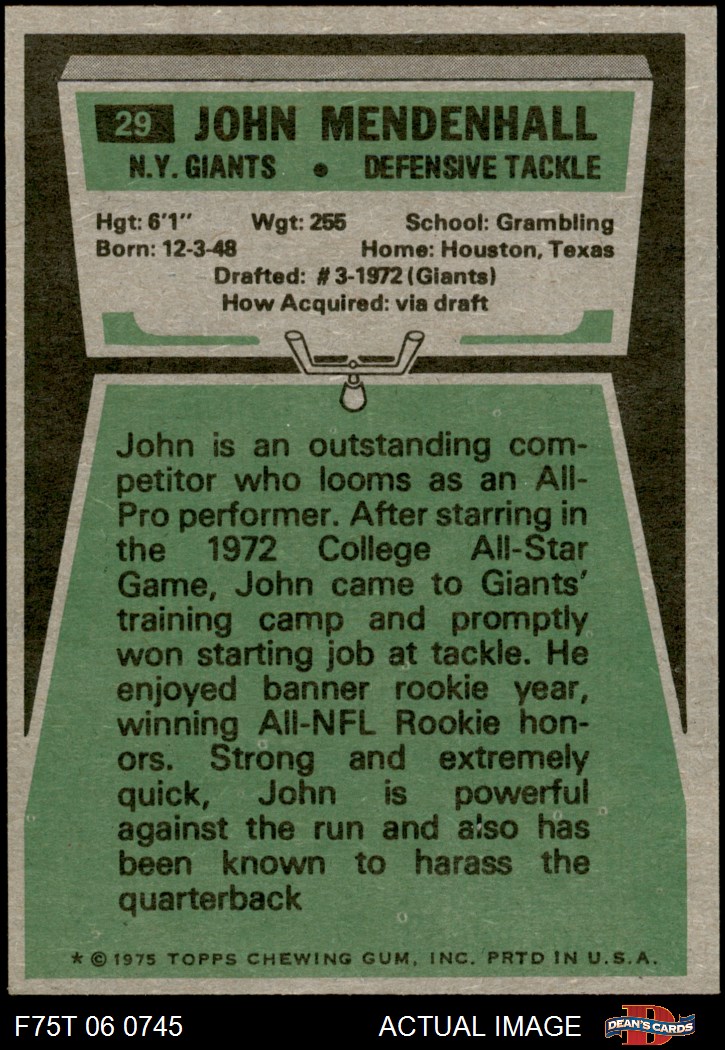 29 JOHN MENDENHALL
N.Y. GIANTS • DEFENSIVE TACKLE
Hgt: 6'1" Wgt: 255 School: Grambling
Born: 12-3-48 Home: Houston, Texas
Drafted: #3-1972 (Giants)
How Acquired: via draft
John is an outstanding com-
petitor who looms as an All-
Pro performer. After starring in
the 1972 College All-Star
Game, John came to Giants'
training camp and promptly
won starting job at tackle. He
enjoyed banner rookie year,
winning All-NFL Rookie hon-
ors. Strong and extremely
quick, John is powerful
against the run and also has
been known to harass the
quarterback
* © 1975 TOPPS CHEWING GUM, INC. PRTD IN U.S.A.
F75T 06 0745 ACTUAL IMAGE DEAN'S CARDS